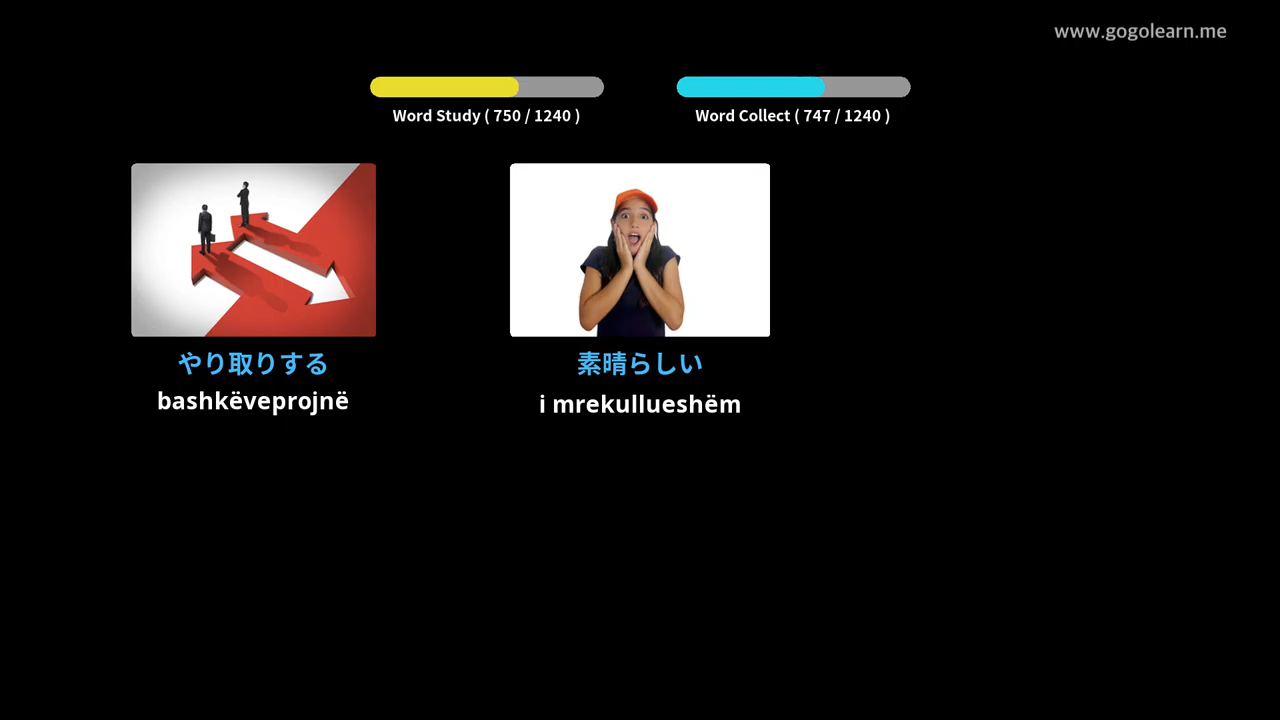 www.gogolearn.me
Word Study ( 750 / 1240 )
Word Collect ( 747 / 1240 )
やり取りする
bashkëveprojnë
素晴らしい
i mrekullueshëm